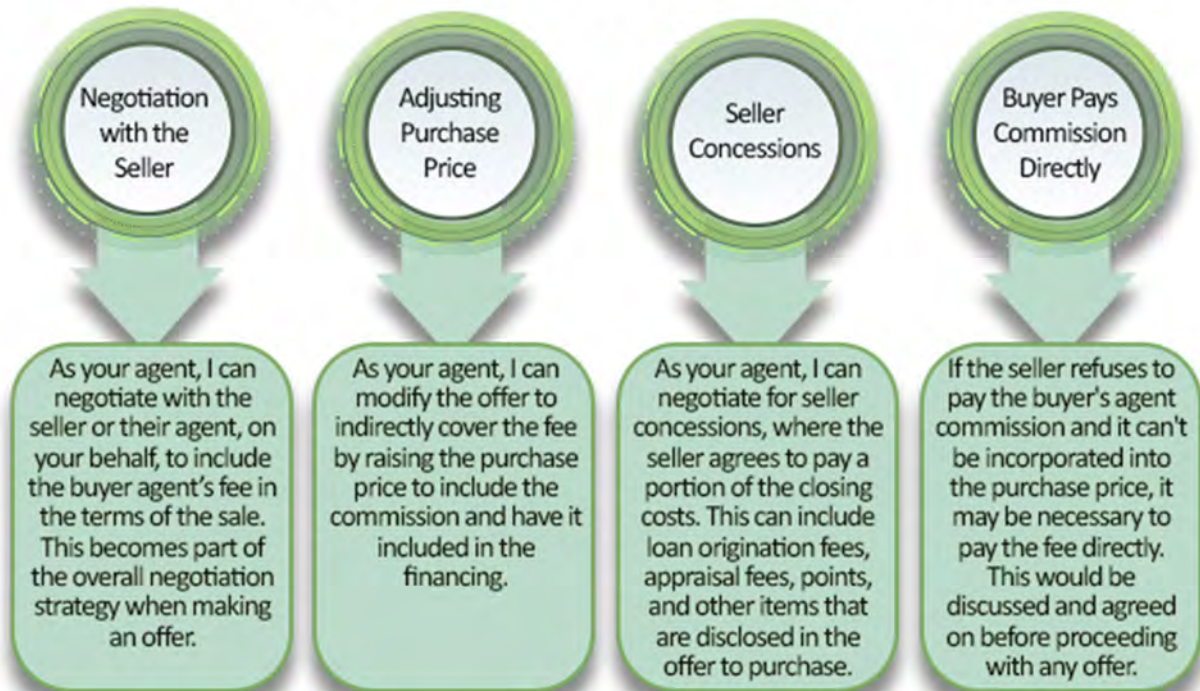 Negotiation
with the
Seller
Adjusting
Purchase
Price
Seller
Concessions
Buyer Pays
Commission
Directly
As your agent, I can
negotiate with the
seller or their agent, on
your behalf, to include
the buyer agent’s fee in
the terms of the sale.
This becomes part of
the overall negotiation
strategy when making
an offer.
As your agent, I can
modify the offer to
indirectly cover the fee
by raising the purchase
price to include the
commission and have it
included in the
financing.
As your agent, I can
negotiate for seller
concessions, where the
seller agrees to pay a
portion of the closing
costs. This can include
loan origination fees,
appraisal fees, points,
and other items that
are disclosed in the
offer to purchase.
If the seller refuses to
pay the buyer's agent
commission and it can't
be incorporated into
the purchase price, it
may be necessary to
pay the fee directly.
This would be
discussed and agreed
on before proceeding
with any offer.